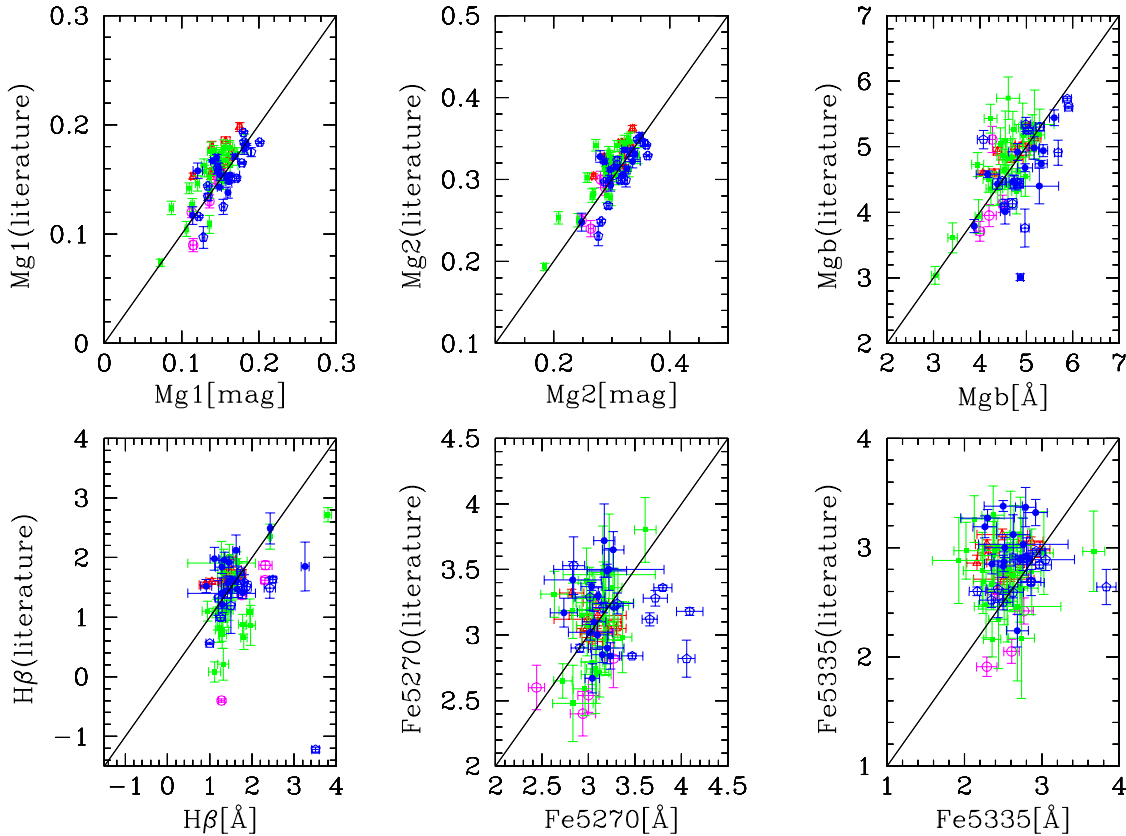 0.3
0.2
0.1
0
Mg1(literature)
0 0.1 0.2 0.3
Mg1[mag]
0.5
0.4
0.3
0.2
0.1
Mg2(literature)
0.2 0.4
Mg2[mag]
7
6
5
4
3
2
Mgb(literature)
2 3 4 5 6 7
Mgb[Å]
4
3
2
1
0
−1
Hβ(literature)
−1 0 1 2 3 4
Hβ[Å]
4.5
4
3.5
3
2.5
2
Fe5270(literature)
2 2.5 3 3.5 4 4.5
Fe5270[Å]
4
3
2
1
Fe5335(literature)
1 2 3 4
Fe5335[Å]